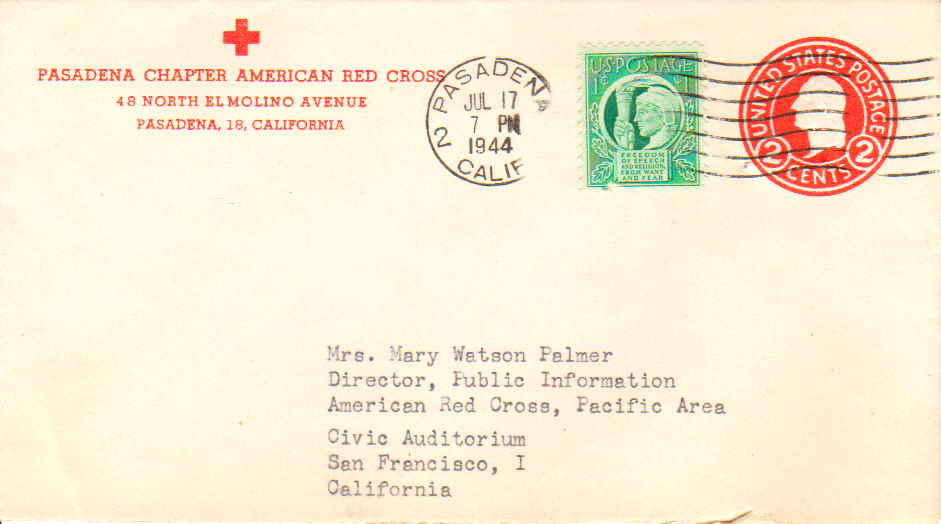 PASADENA CHAPTER AMERICAN RED CROSS
48 NORTH EL MOLINO AVENUE
PASADENA, 18, CALIFORNIA
PASADENA
2
JUL 17
7 PM
1944
CALIF
U.S. POSTAGE
1¢
FREEDOM
OF SPEECH
AND RELIGION,
FROM WANT
AND FEAR
UNITED STATES POSTAGE
2 CENTS 2
Mrs. Mary Watson Palmer
Director, Public Information
American Red Cross, Pacific Area
Civic Auditorium
San Francisco, I
California